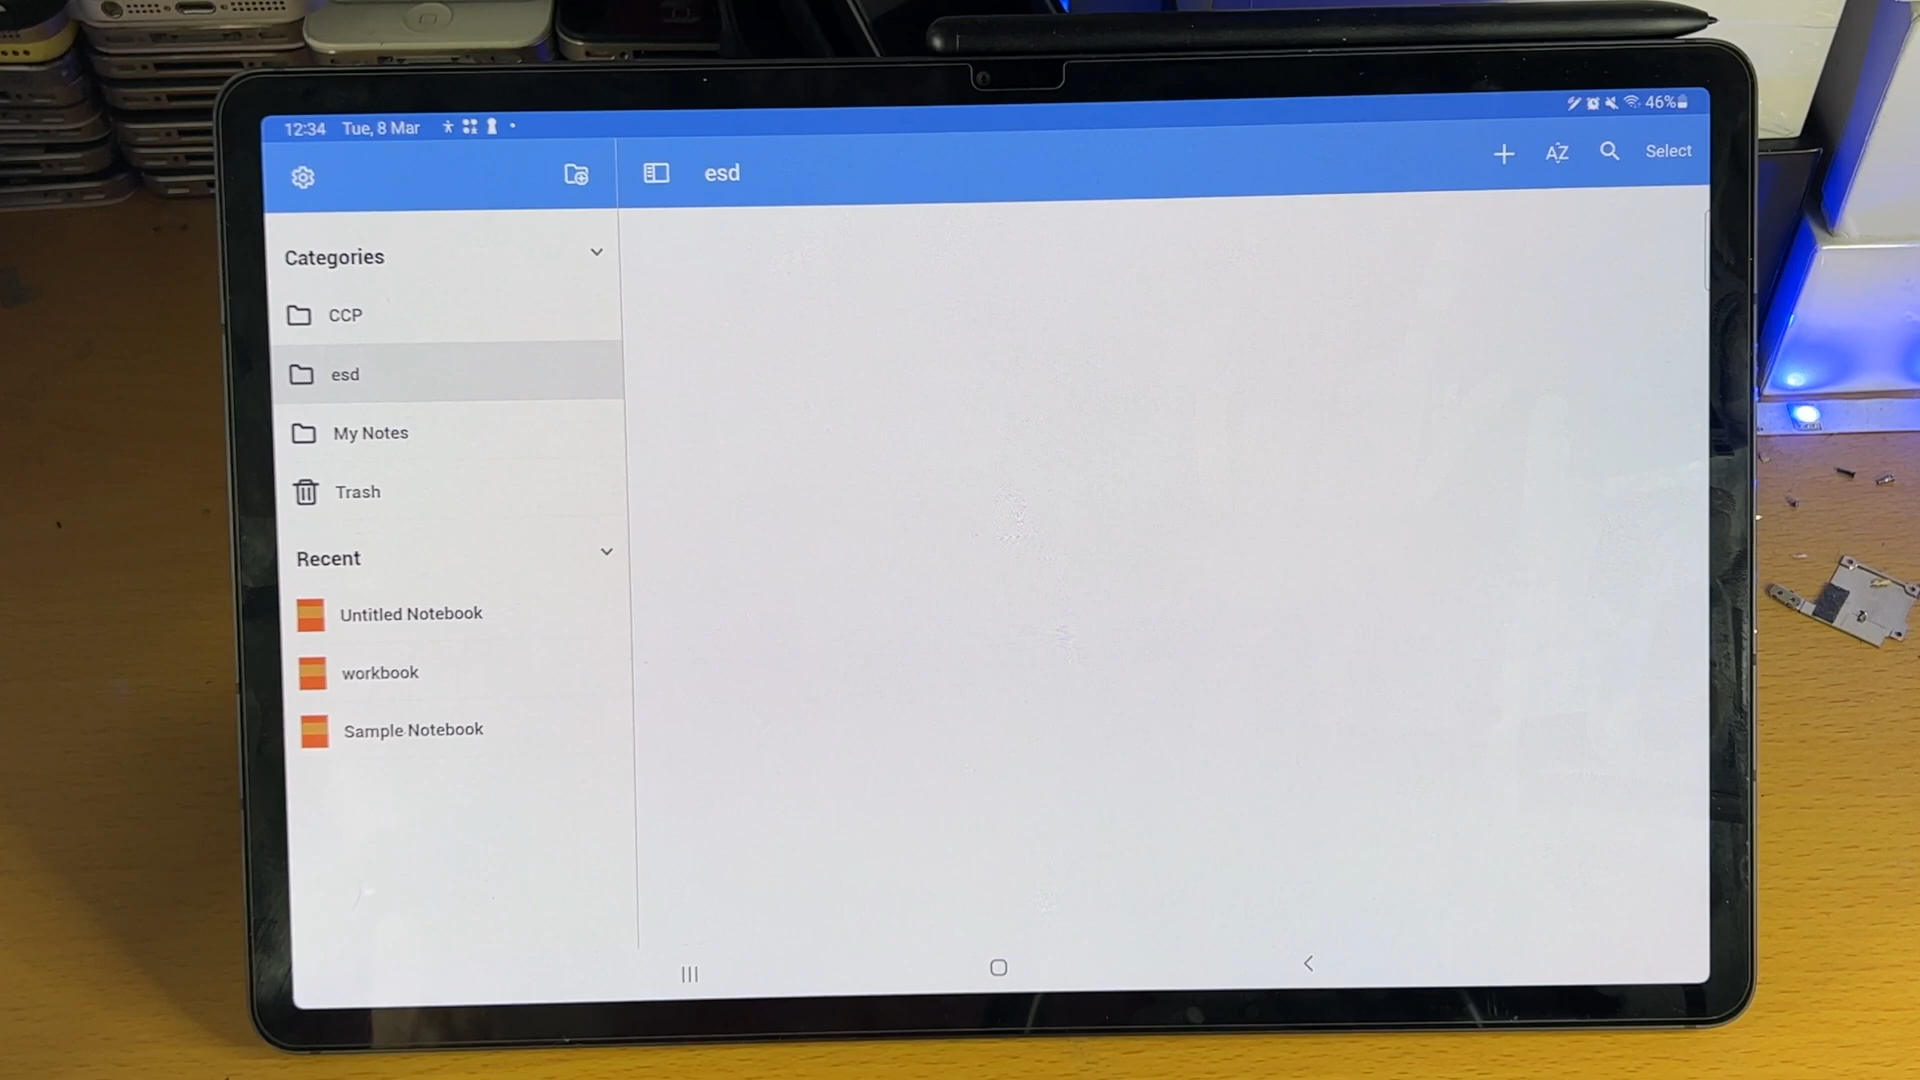 12:34 Tue, 8 Mar
46%
esd
Select
Categories
CCP
esd
My Notes
Trash
Recent
Untitled Notebook
workbook
Sample Notebook